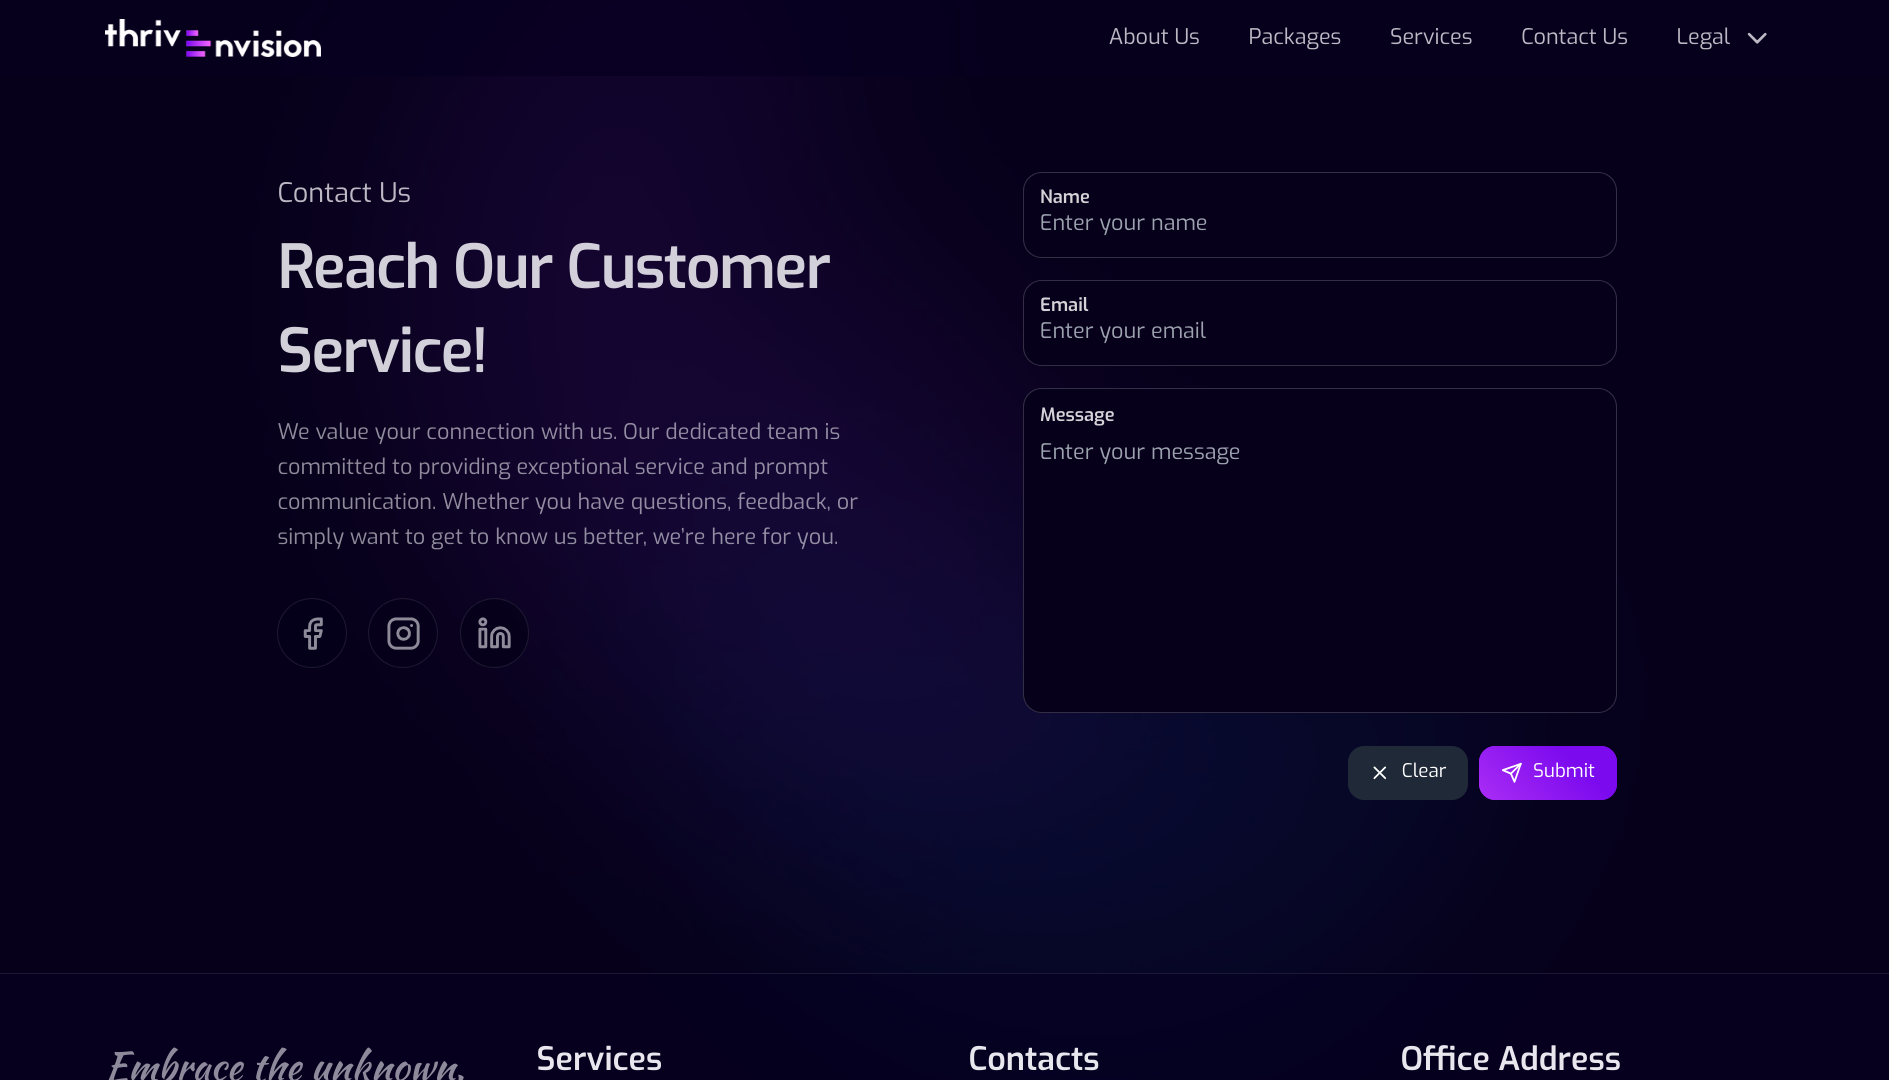 thrivEnvision
About Us
Packages
Services
Contact Us
Legal
Contact Us
Reach Our Customer
Service!
We value your connection with us. Our dedicated team is
committed to providing exceptional service and prompt
communication. Whether you have questions, feedback, or
simply want to get to know us better, we're here for you.
Name
Enter your name
Email
Enter your email
Message
Enter your message
Clear
Submit
Embrace the unknown.
Services
Contacts
Office Address